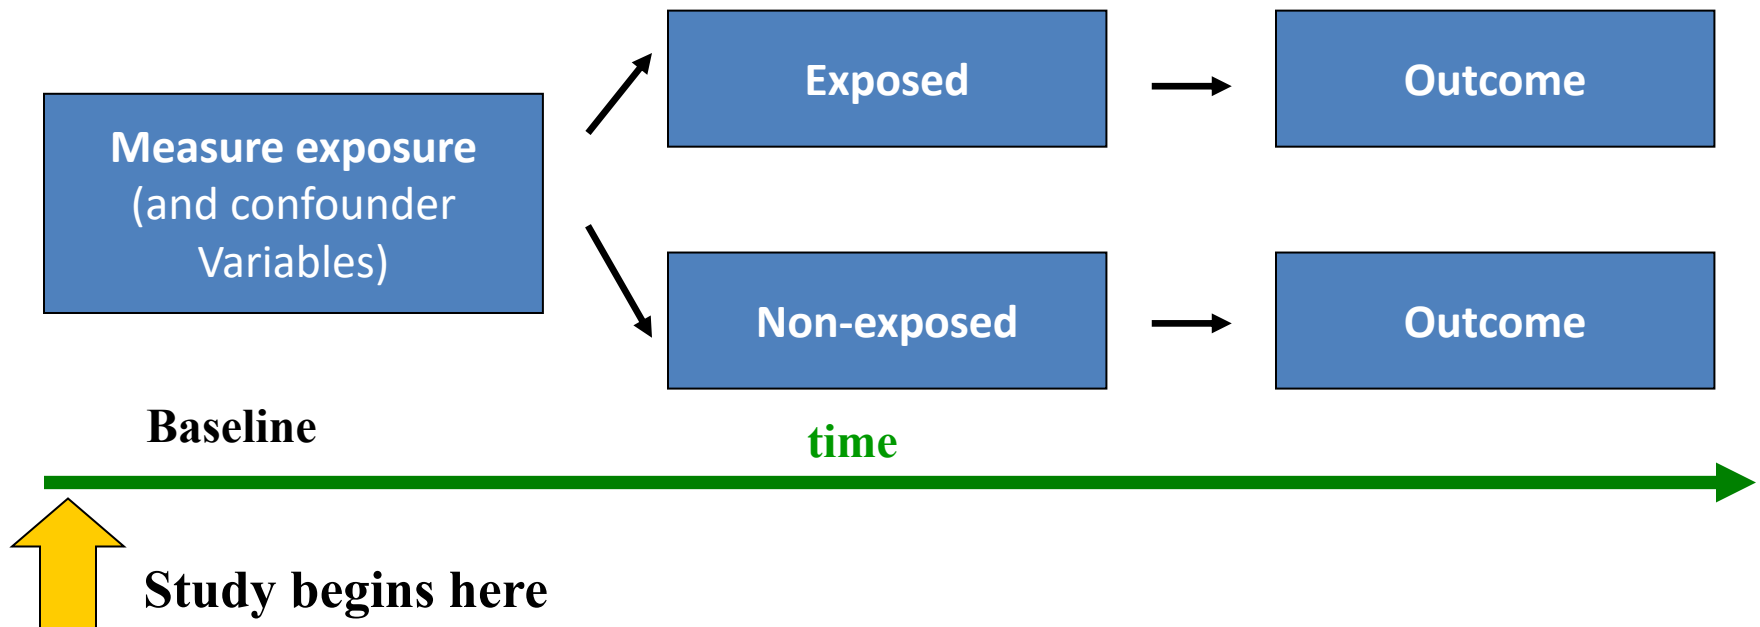 Measure exposure
(and confounder
Variables)
Exposed
Outcome
Non-exposed
Outcome
Baseline
time
Study begins here